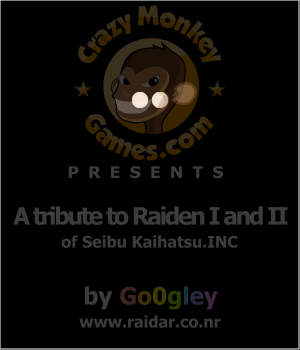 Crazy Monkey
Games.com
PRESENTS
A tribute to Raiden I and II
of Seibu Kaihatsu.INC
by Go0gley
www.raidar.co.nr